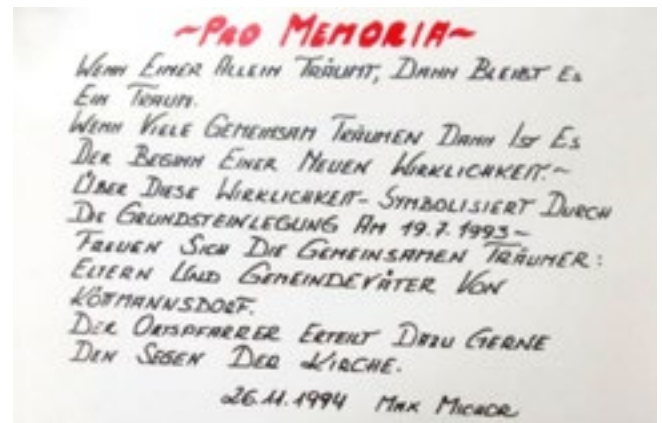 ~PRO MEMORIA~
WENN EINER ALLEIN TRÄUMT, DANN BLEIBT ES
EIN TRAUM.
WENN VIELE GEMEINSAM TRÄUMEN DANN IST ES
DER BEGINN EINER NEUEN WIRKLICHKEIT.~
ÜBER DIESE WIRKLICHKEIT- SYMBOLISIERT DURCH
DIE GRUNDSTEINLEGUNG AM 19.7.1993~
FREUEN SICH DIE GEMEINSAMEN TRÄUMER:
ELTERN UND GEMEINDEVÄTER VON
KÖTTMANNSDORF.
DER ORTSPFARRER ERTEILT DAZU GERNE
DEN SEGEN DER KIRCHE.
26.11.1994 MAX MICHOR